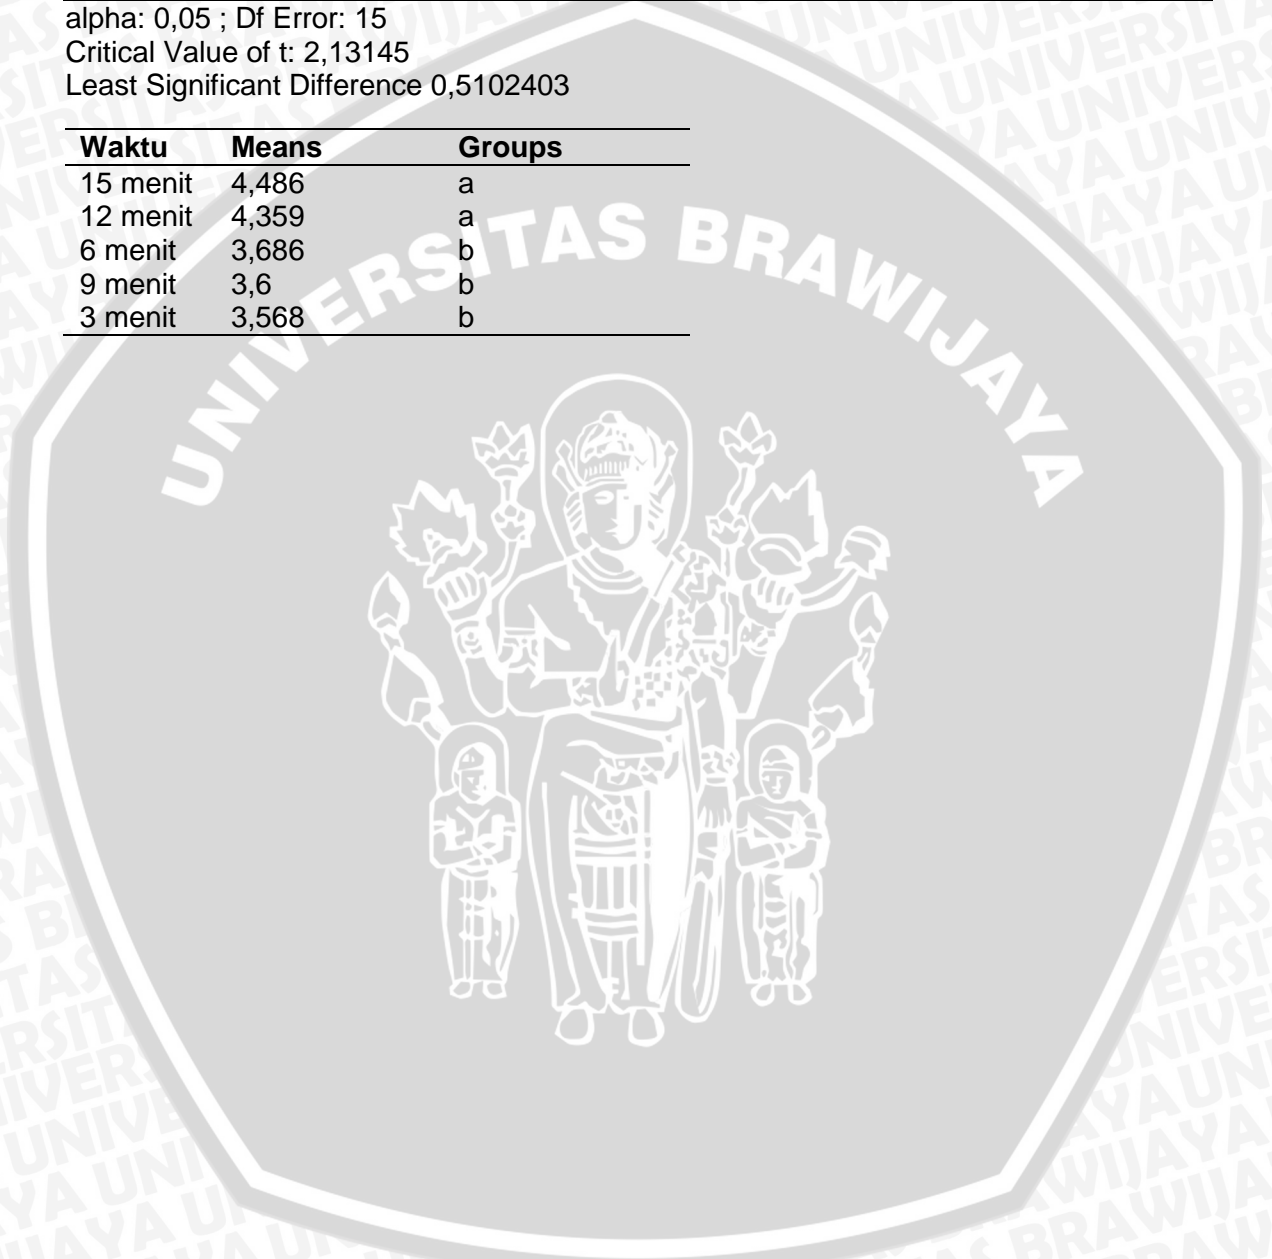 alpha: 0,05 ; Df Error: 15
Critical Value of t: 2,13145
Least Significant Difference 0,5102403
Waktu Means Groups
15 menit 4,486 a
12 menit 4,359 a
6 menit 3,686 b
9 menit 3,6 b
3 menit 3,568 b
UNIVERSITAS BRAWIJAYA